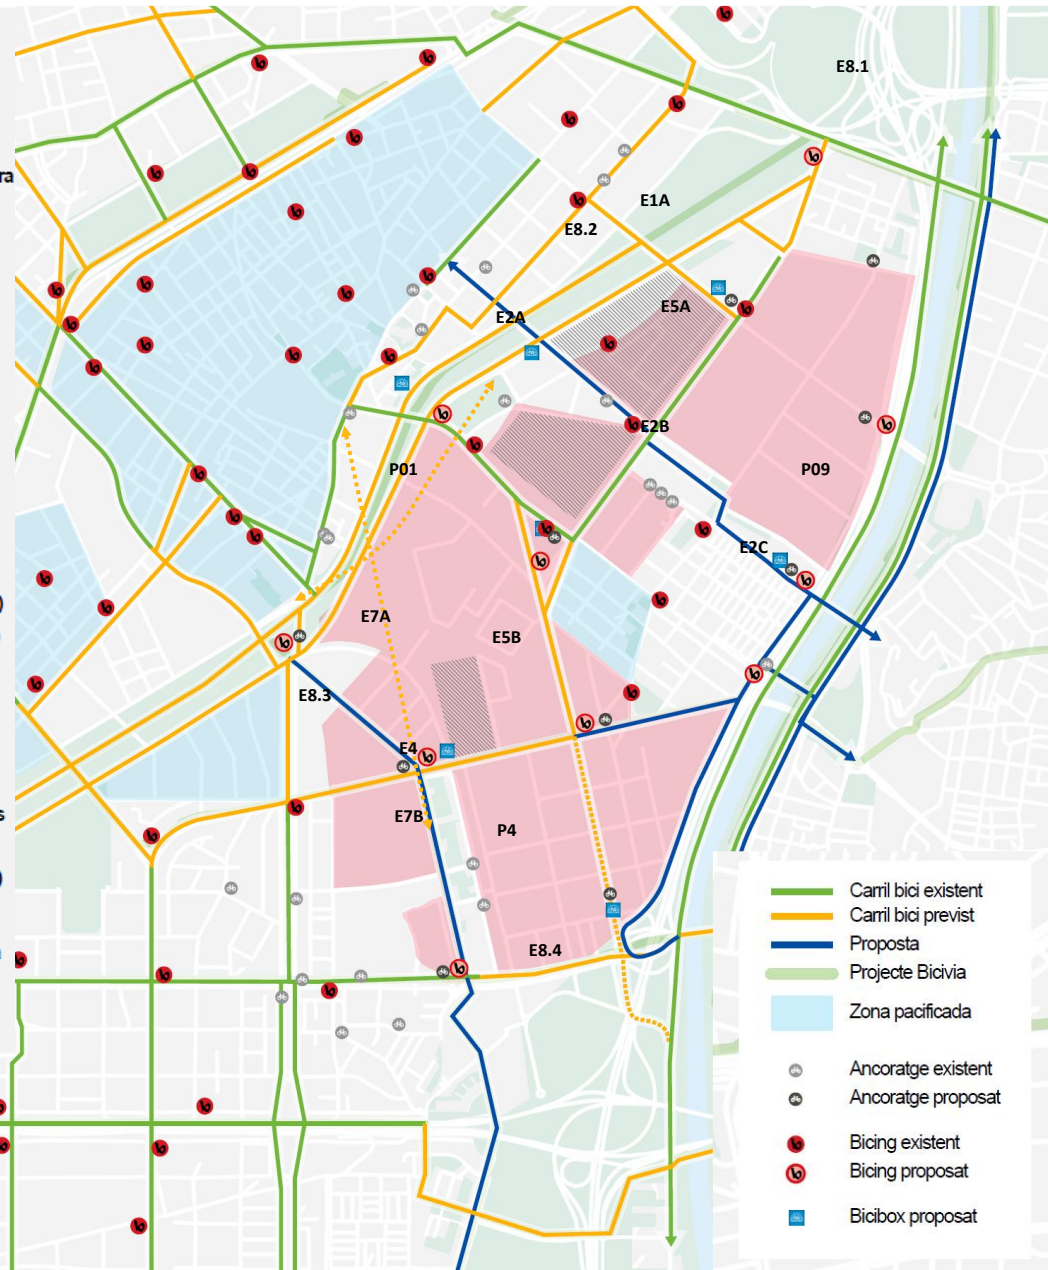 E8.1
ra
E1A
E8.2
E2A
E5A
E2B
P01
P09
E2C
)
E7A
E5B
E8.3
E4
s
E7B
P4
)
E8.4
Carril bici existent
Carril bici previst
Proposta
Projecte Bicivia
Zona pacificada
Ancoratge existent
Ancoratge proposat
Bicing existent
Bicing proposat
Bicibox proposat